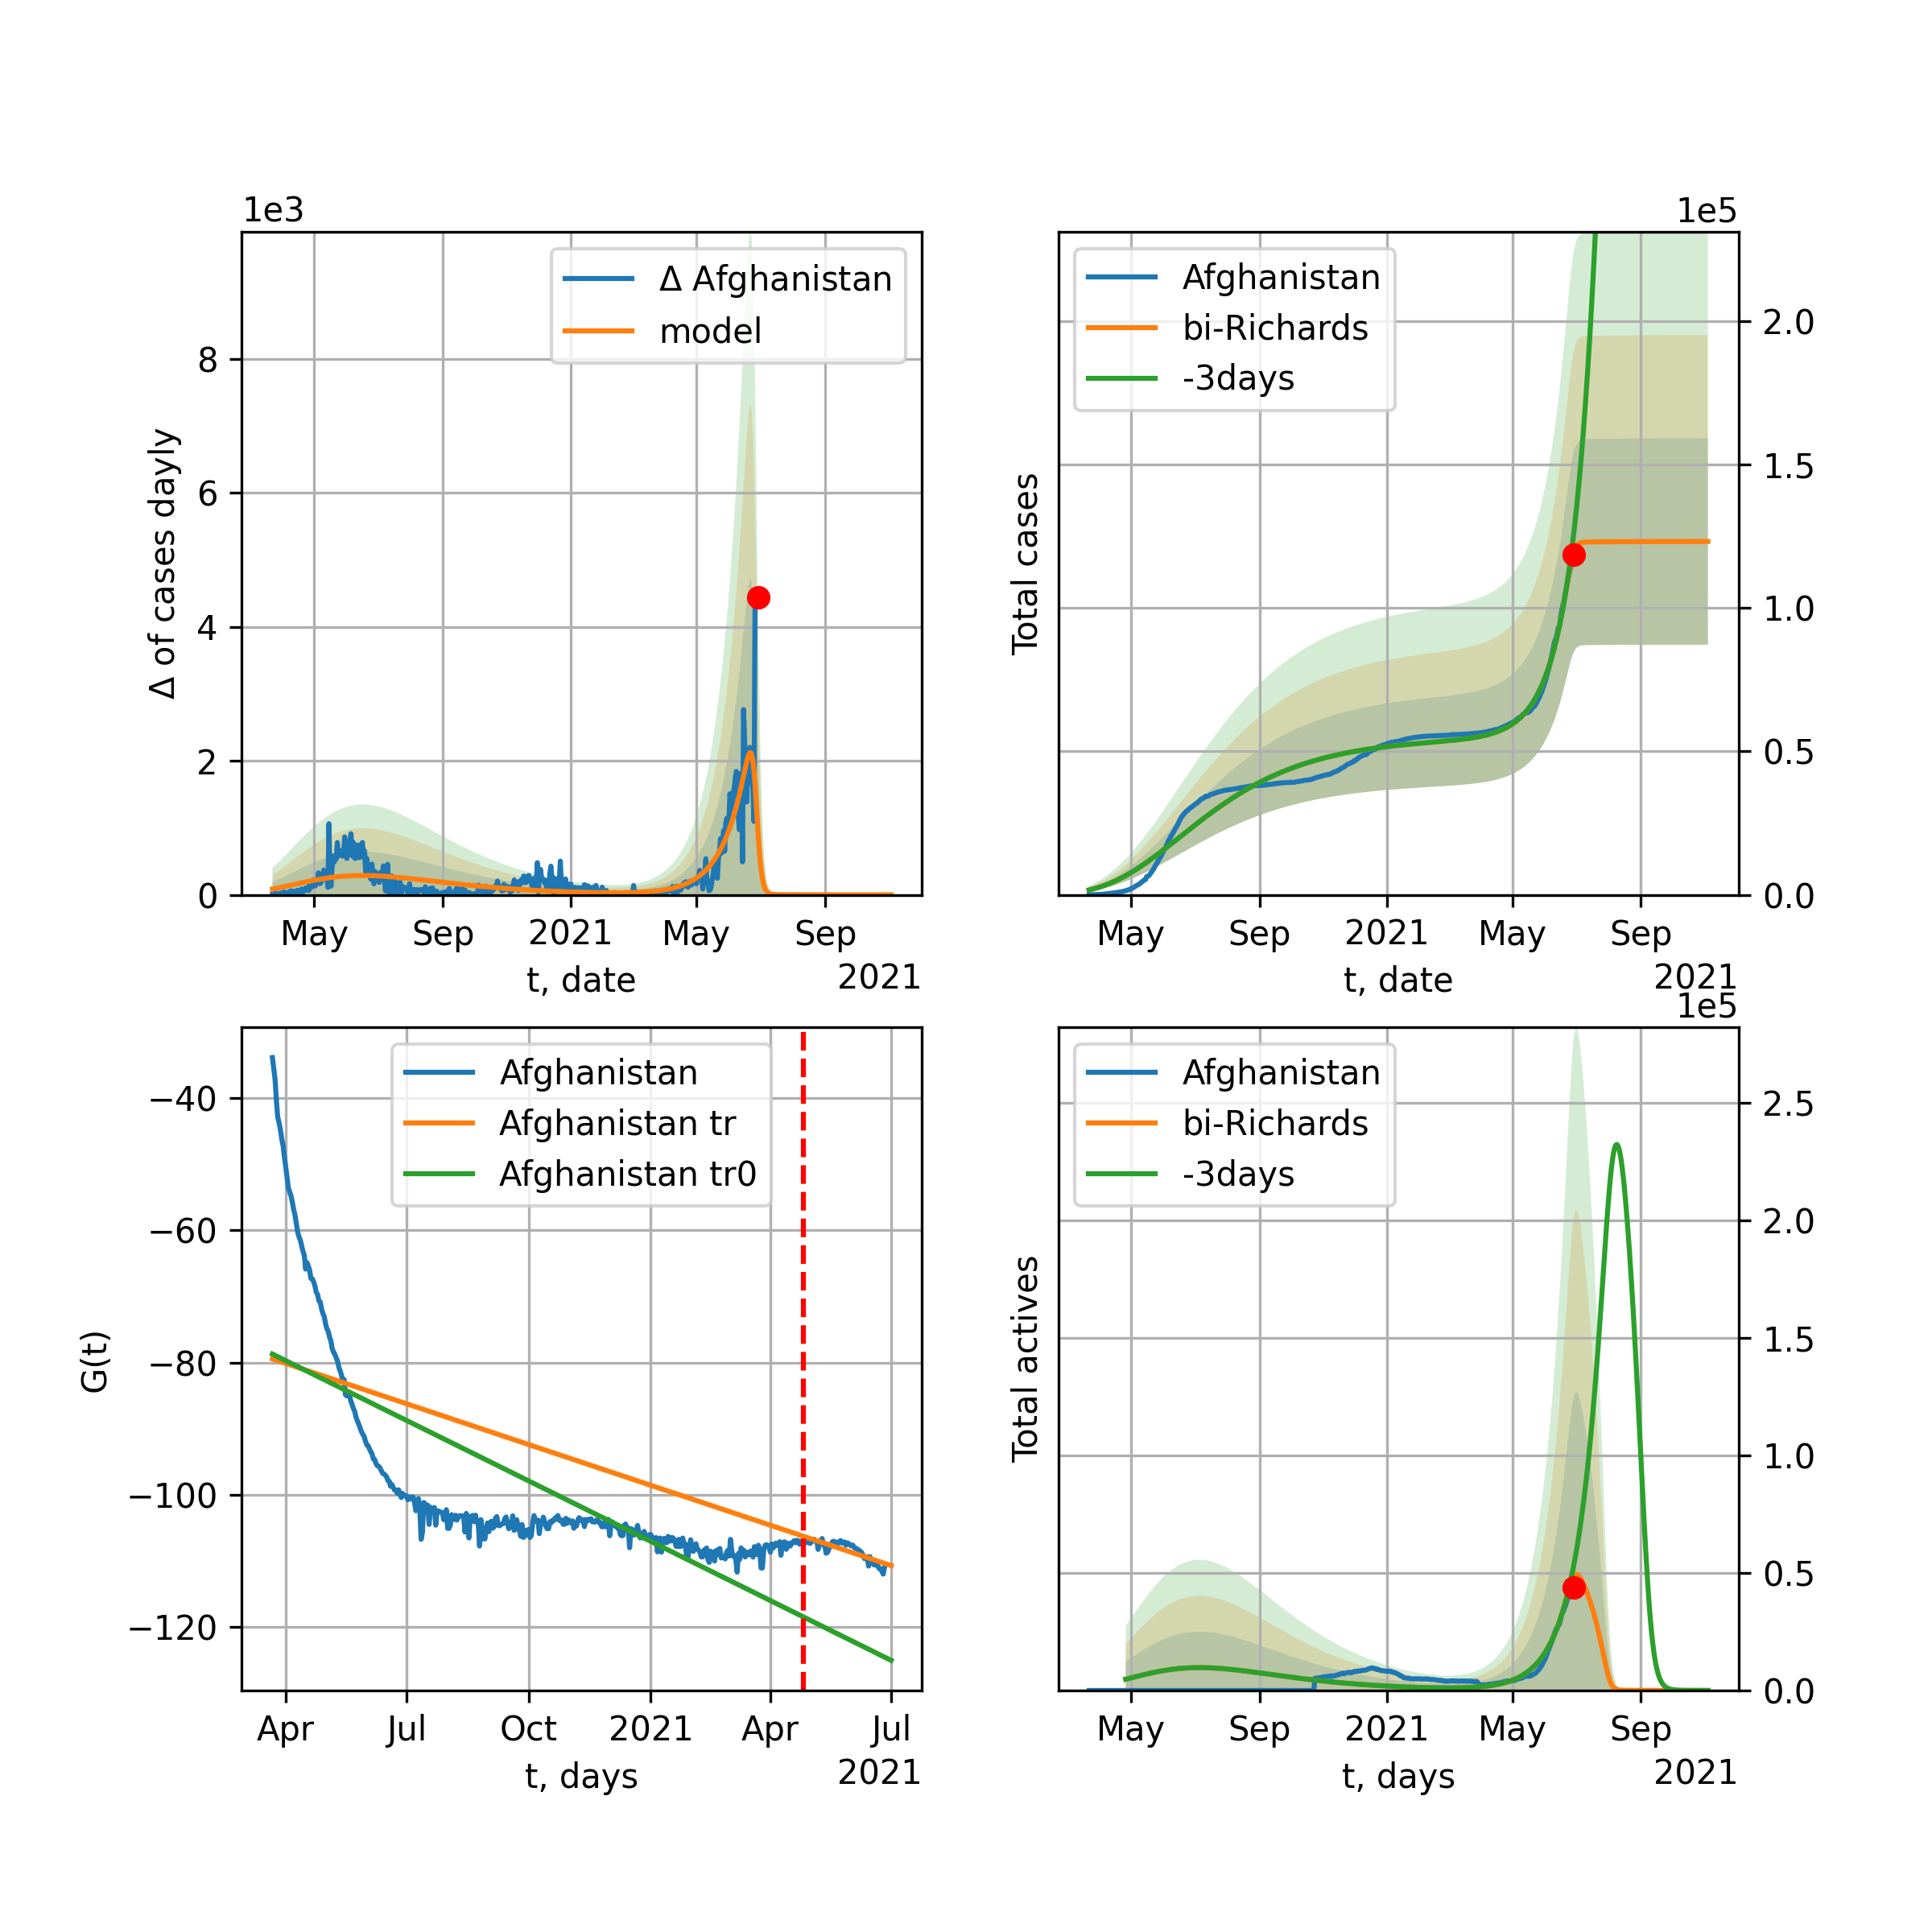 1e3
Δ Afghanistan
model
Δ of cases dayly
8
6
4
2
0
May Sep 2021 May Sep
t, date
2021
1e5
Afghanistan
bi-Richards
-3days
Total cases
2.0
1.5
1.0
0.5
0.0
May Sep 2021 May Sep
t, date
2021
Afghanistan
Afghanistan tr
Afghanistan tr0
G(t)
−40
−60
−80
−100
−120
Apr Jul Oct 2021 Apr Jul
t, days
2021
1e5
Afghanistan
bi-Richards
-3days
Total actives
2.5
2.0
1.5
1.0
0.5
0.0
May Sep 2021 May Sep
t, days
2021